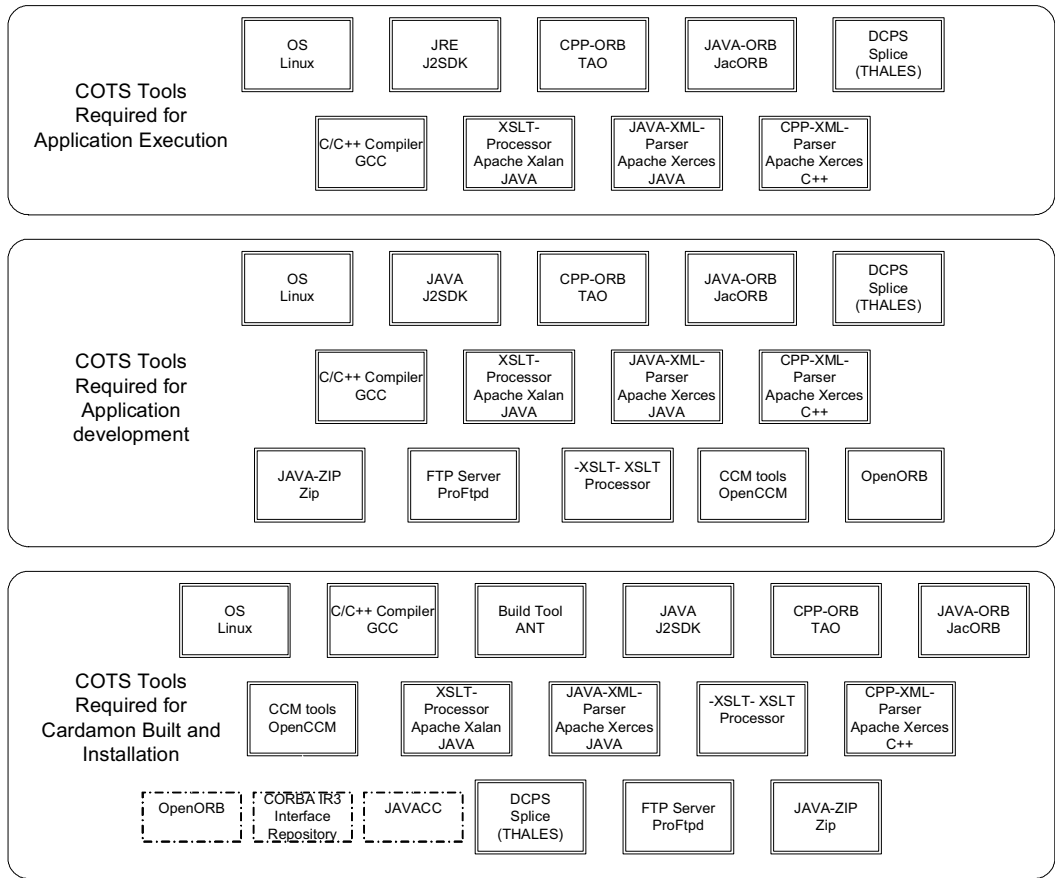 COTS Tools
Required for
Application Execution
OS
Linux
JRE
J2SDK
CPP-ORB
TAO
JAVA-ORB
JacORB
DCPS
Splice
(THALES)
C/C++ Compiler
GCC
XSLT-
Processor
Apache Xalan
JAVA
JAVA-XML-
Parser
Apache Xerces
JAVA
CPP-XML-
Parser
Apache Xerces
C++
COTS Tools
Required for
Application
development
OS
Linux
JAVA
J2SDK
CPP-ORB
TAO
JAVA-ORB
JacORB
DCPS
Splice
(THALES)
C/C++ Compiler
GCC
XSLT-
Processor
Apache Xalan
JAVA
JAVA-XML-
Parser
Apache Xerces
JAVA
CPP-XML-
Parser
Apache Xerces
C++
JAVA-ZIP
Zip
FTP Server
ProFtpd
-XSLT- XSLT
Processor
CCM tools
OpenCCM
OpenORB
COTS Tools
Required for
Cardamon Built and
Installation
OS
Linux
C/C++ Compiler
GCC
Build Tool
ANT
JAVA
J2SDK
CPP-ORB
TAO
JAVA-ORB
JacORB
CCM tools
OpenCCM
XSLT-
Processor
Apache Xalan
JAVA
JAVA-XML-
Parser
Apache Xerces
JAVA
-XSLT- XSLT
Processor
CPP-XML-
Parser
Apache Xerces
C++
OpenORB
CORBA IR3
Interface
Repository
JAVACC
DCPS
Splice
(THALES)
FTP Server
ProFtpd
JAVA-ZIP
Zip